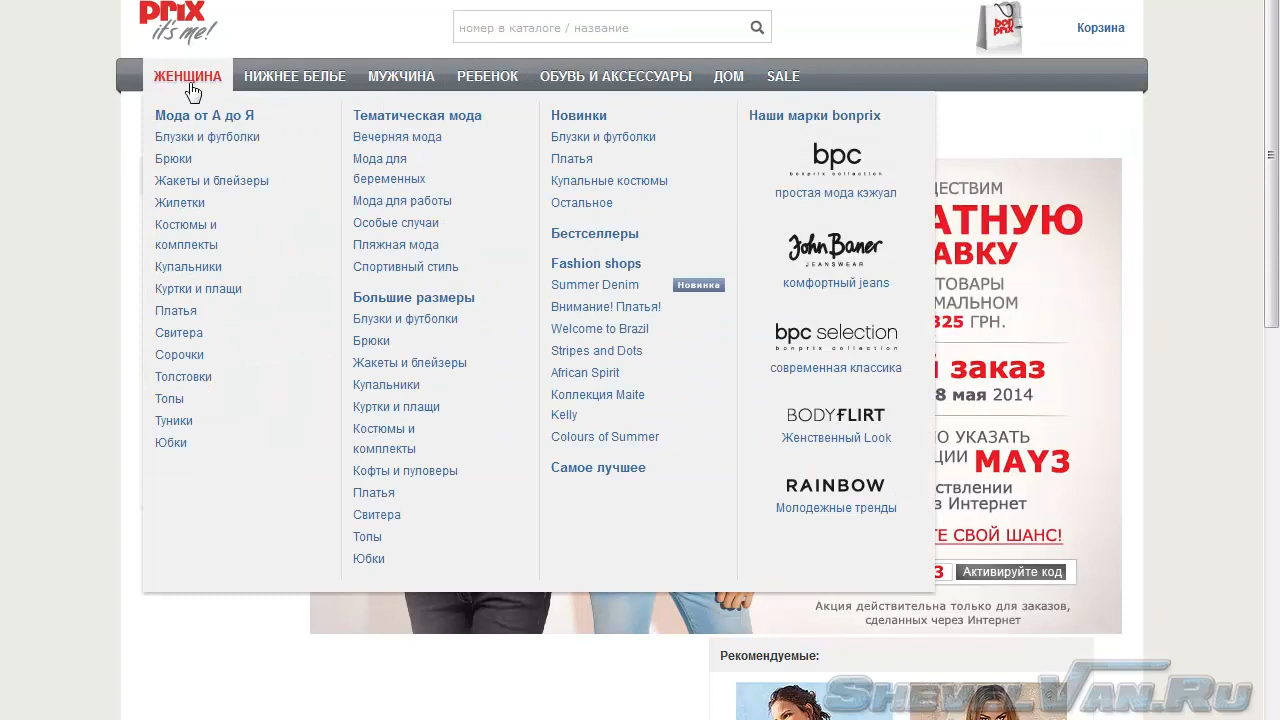 prix
it's me!
номер в каталоге / название
bon
prix
Корзина
ЖЕНЩИНА
НИЖНЕЕ БЕЛЬЕ
МУЖЧИНА
РЕБЕНОК
ОБУВЬ И АКСЕССУАРЫ
ДОМ
SALE
Мода от А до Я
Блузки и футболки
Брюки
Жакеты и блейзеры
Жилетки
Костюмы и
комплекты
Купальники
Куртки и плащи
Платья
Свитера
Сорочки
Толстовки
Топы
Туники
Юбки
Тематическая мода
Вечерняя мода
Мода для
беременных
Мода для работы
Особые случаи
Пляжная мода
Спортивный стиль
Большие размеры
Блузки и футболки
Брюки
Жакеты и блейзеры
Купальники
Куртки и плащи
Костюмы и
комплекты
Кофты и пуловеры
Платья
Свитера
Топы
Юбки
Новинки
Блузки и футболки
Платья
Купальные костюмы
Остальное
Бестселлеры
Fashion shops
Summer Denim
Новинка
Внимание! Платья!
Welcome to Brazil
Stripes and Dots
African Spirit
Коллекция Maite
Kelly
Colours of Summer
Самое лучшее
Наши марки bonprix
bpc
bonprix collection
простая мода кэжуал
John Baner
JEANSWEAR
комфортный jeans
bpc selection
bonprix collection
современная классика
BODYFLIRT
Женственный Look
RAINBOW
Молодежные тренды
ЩЕСТВИМ
АТНУЮ
АВКУ
ТОВАРЫ
МАЛЬНОМ
325 ГРН.
й заказ
8 мая 2014
О УКАЗАТЬ
ЦИИ MAY3
ствлении
з Интернет
ТЕ СВОЙ ШАНС!
3
Активируйте код
Акция действительна только для заказов,
сделанных через Интернет
Рекомендуемые:
ShevelVan.Ru